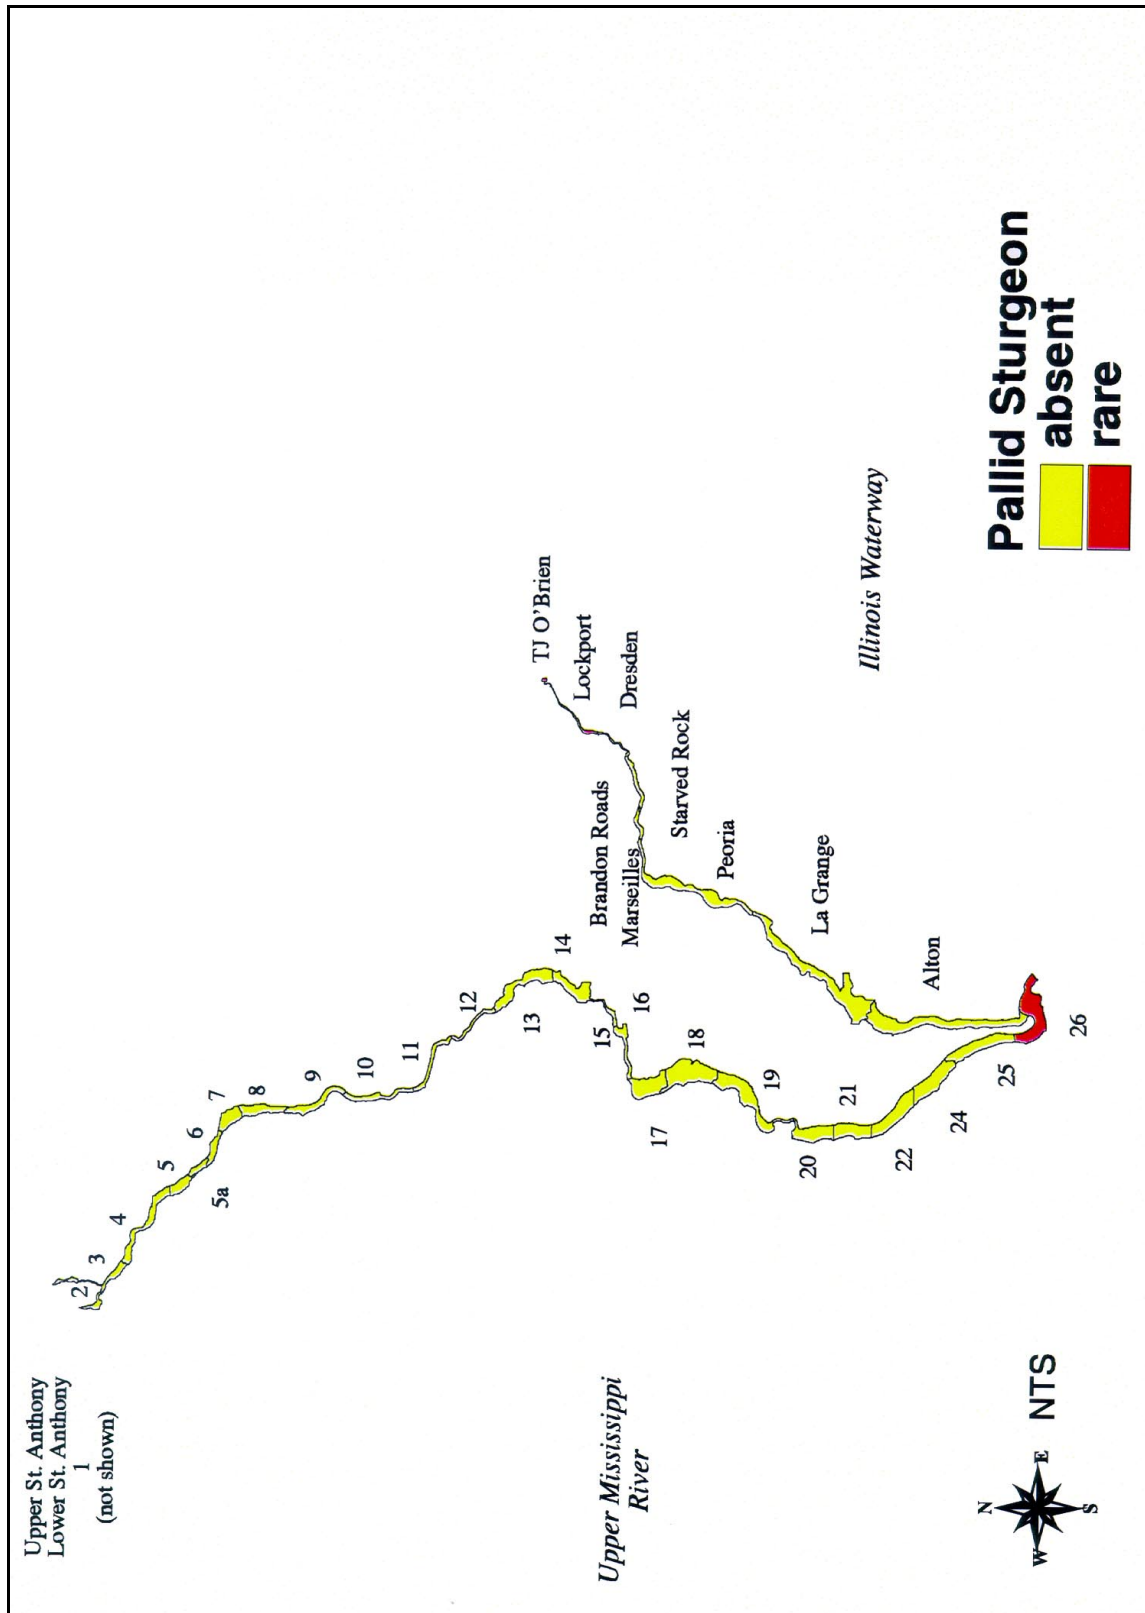 Upper St. Anthony
Lower St. Anthony
1
(not shown)
2
3
4
5
5a
6
7
8
9
10
11
12
13
14
15
16
17
18
19
20
21
22
24
25
26
TJ O'Brien
Lockport
Dresden
Brandon Roads
Marseilles
Starved Rock
Peoria
La Grange
Alton
Upper Mississippi
River
Illinois Waterway
N
W
E
S
NTS
Pallid Sturgeon
absent
rare